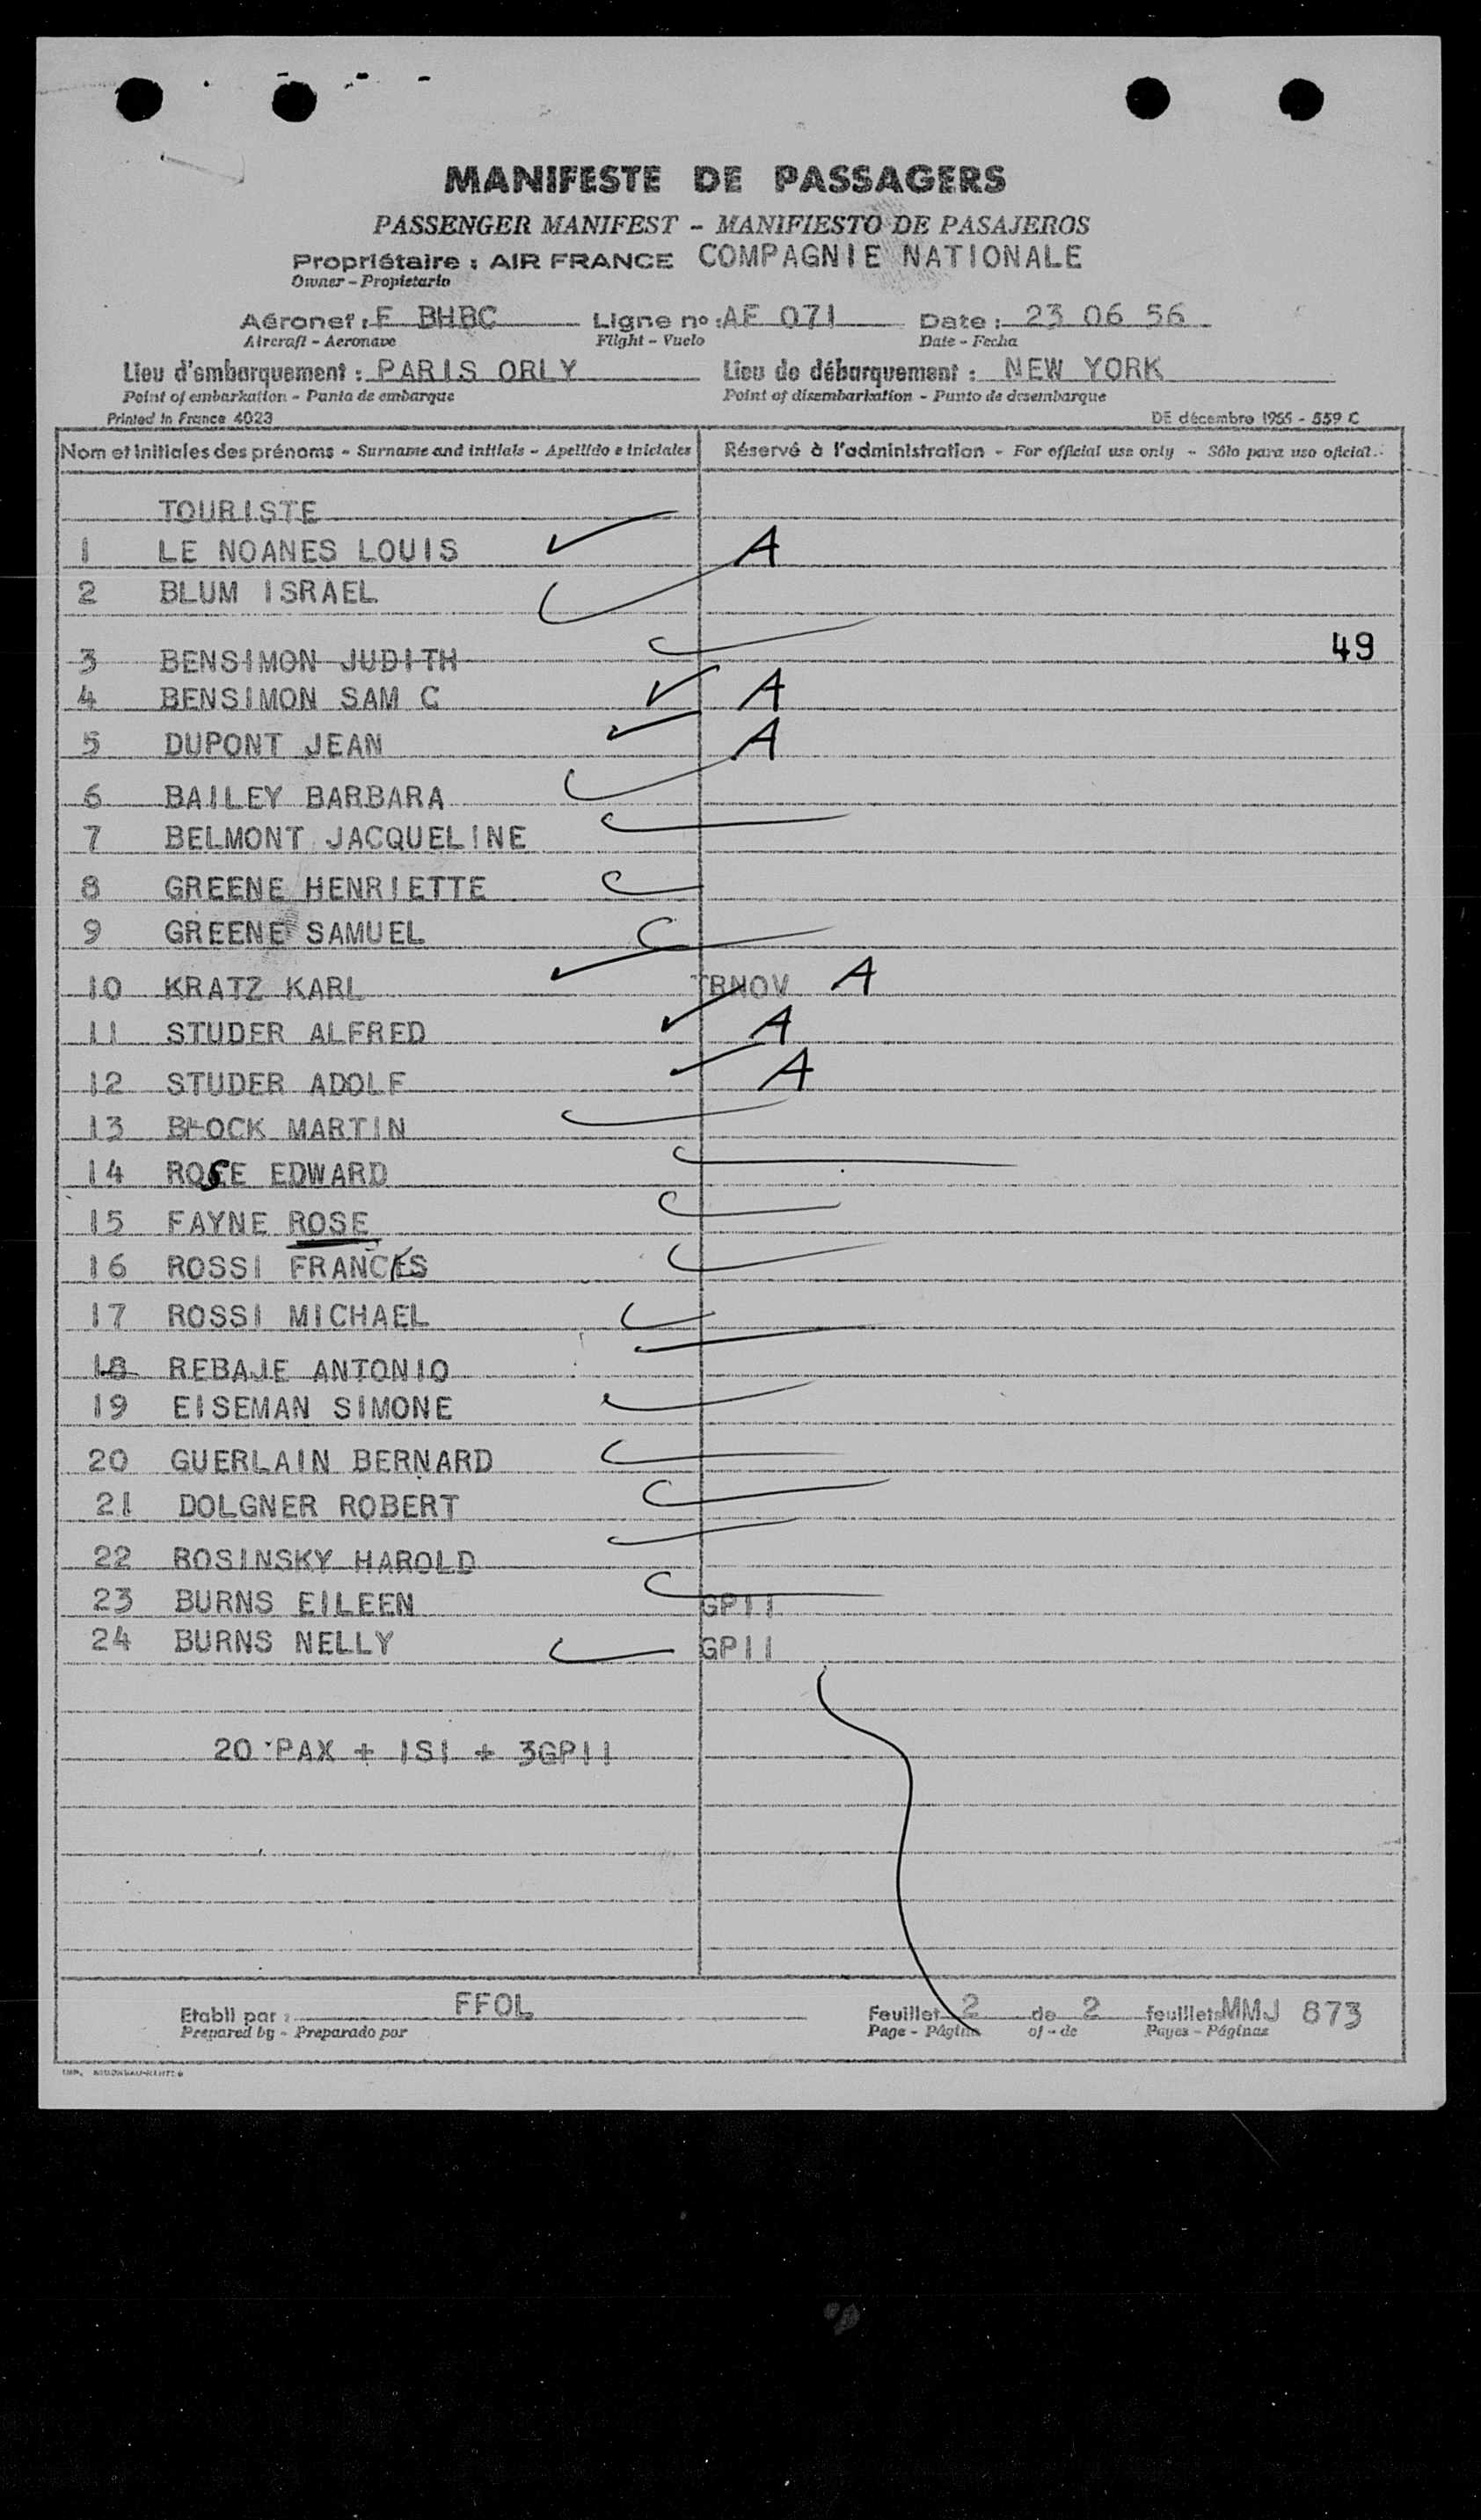 MANIFESTE DE PASSAGERS
PASSENGER MANIFEST - MANIFIESTO DE PASAJEROS
Propriétaire : AIR FRANCE COMPAGNIE NATIONALE
Owner - Propietario
Aéronef : F BHBC Ligne nº : AF 071 Date : 23 06 56
Aircraft - Aeronave Flight - Vuelo Date - Fecha
Lieu d'embarquement : PARIS ORLY Lieu de débarquement : NEW YORK
Point of embarkation - Punto de embarque Point of disembarkation - Punto de desembarque
Printed in France 4023 DE décembre 1955 - 559 C
Nom et initiales des prénoms - Surname and initials - Apellido e iniciales Réservé à l'administration - For official use only - Sólo para uso oficial.
TOURISTE
1 LE NOANES LOUIS A
2 BLUM ISRAEL
3 BENSIMON JUDITH 49
4 BENSIMON SAM C A
5 DUPONT JEAN A
6 BAILEY BARBARA
7 BELMONT JACQUELINE
8 GREENE HENRIETTE
9 GREENE SAMUEL
10 KRATZ KARL TRNOV A
11 STUDER ALFRED A
12 STUDER ADOLF A
13 BLOCK MARTIN
14 ROSE EDWARD
15 FAYNE ROSE
16 ROSSI FRANCES
17 ROSSI MICHAEL
18 REBAJE ANTONIO
19 EISEMAN SIMONE
20 GUERLAIN BERNARD
21 DOLGNER ROBERT
22 ROSINSKY HAROLD
23 BURNS EILEEN GPII
24 BURNS NELLY GPII
20 PAX + ISI + 3GPII
Etabli par : FFOL Feuillet 2 de 2 feuillets MMJ 873
Prepared by - Preparado por Page - Página of - de Pages - Páginas